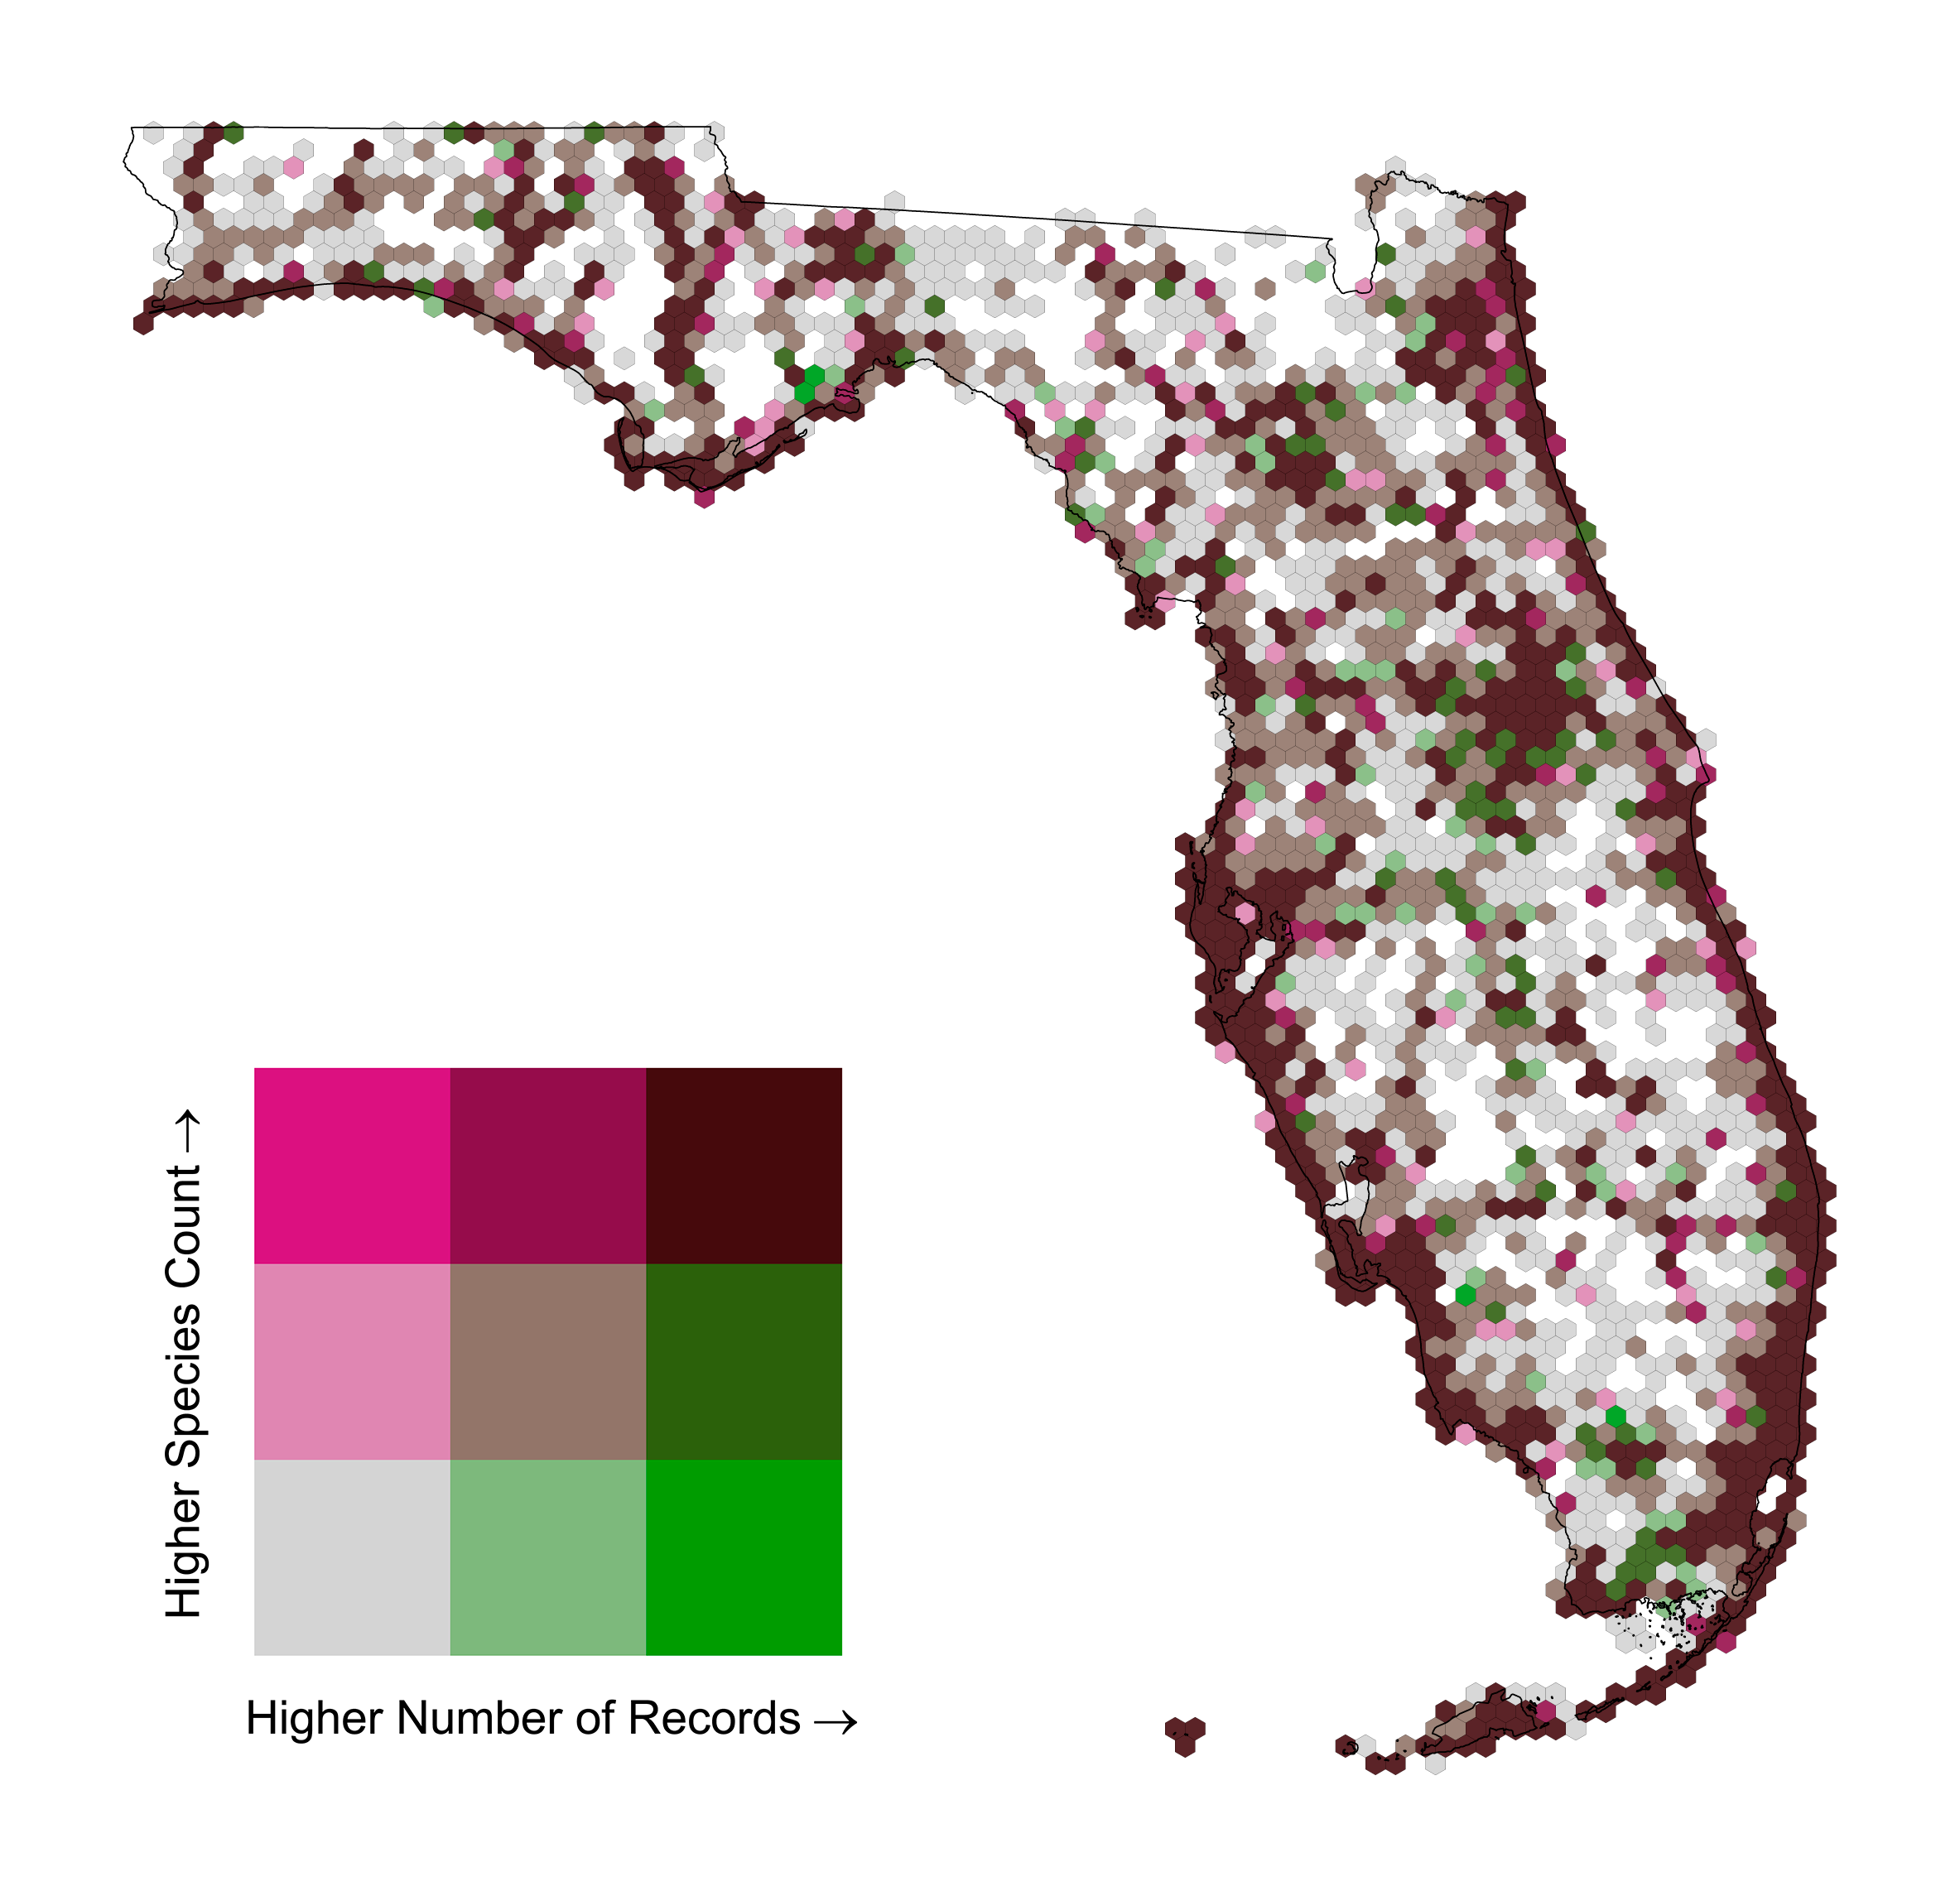 Higher Species Count →
Higher Number of Records →